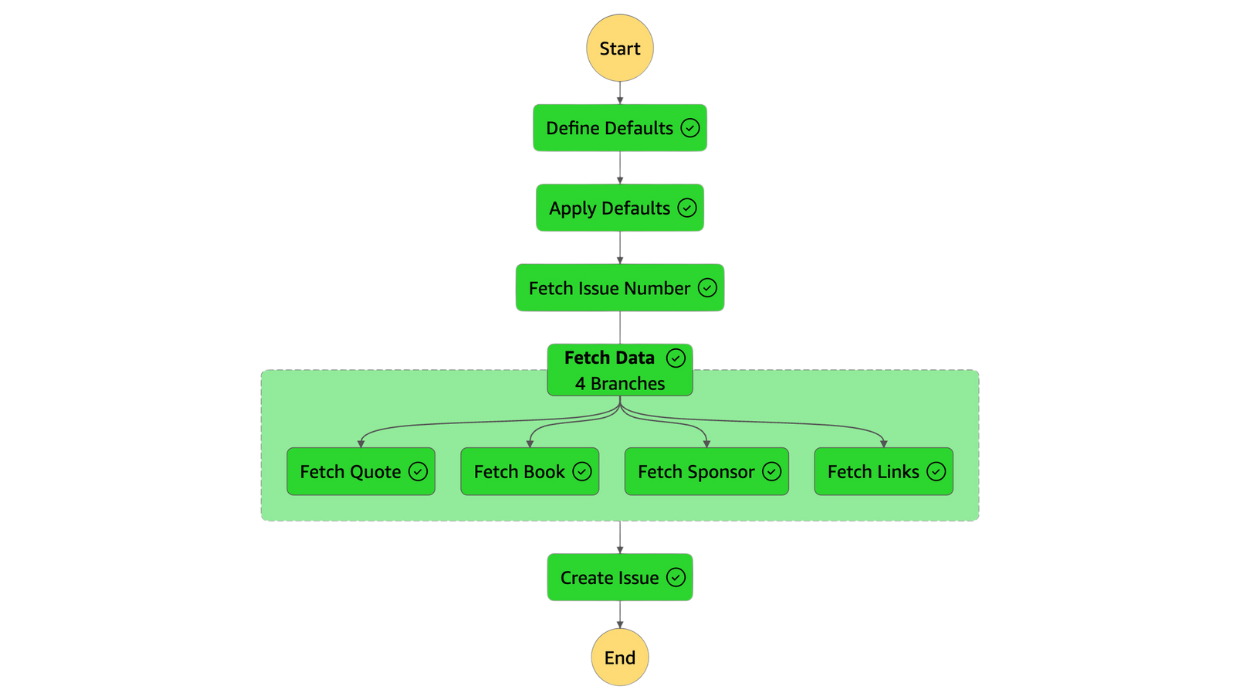 Start
Define Defaults
Apply Defaults
Fetch Issue Number
Fetch Data
4 Branches
Fetch Quote
Fetch Book
Fetch Sponsor
Fetch Links
Create Issue
End